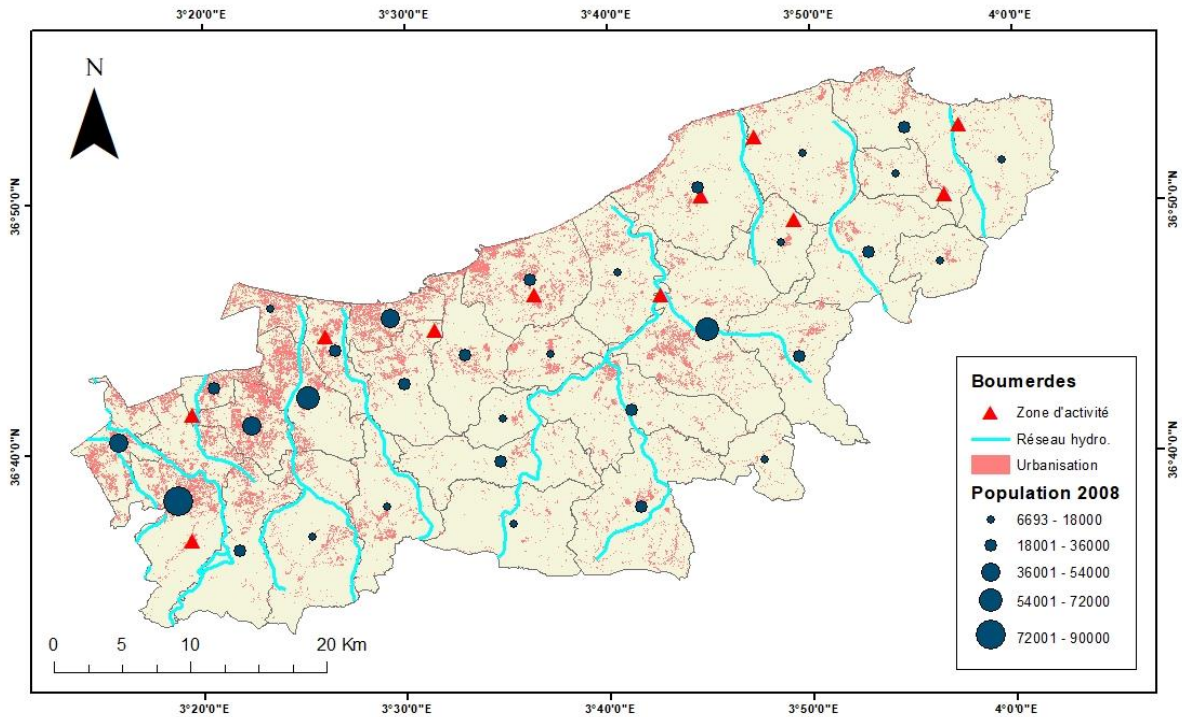 3°20'0"E 3°30'0"E 3°40'0"E 3°50'0"E 4°0'0"E
N
36°50'0"N 36°50'0"N
36°40'0"N 36°40'0"N
Boumerdes
Zone d'activité
Réseau hydro.
Urbanisation
Population 2008
6693 - 18000
18001 - 36000
36001 - 54000
54001 - 72000
72001 - 90000
0 5 10 20 Km
3°20'0"E 3°30'0"E 3°40'0"E 3°50'0"E 4°0'0"E